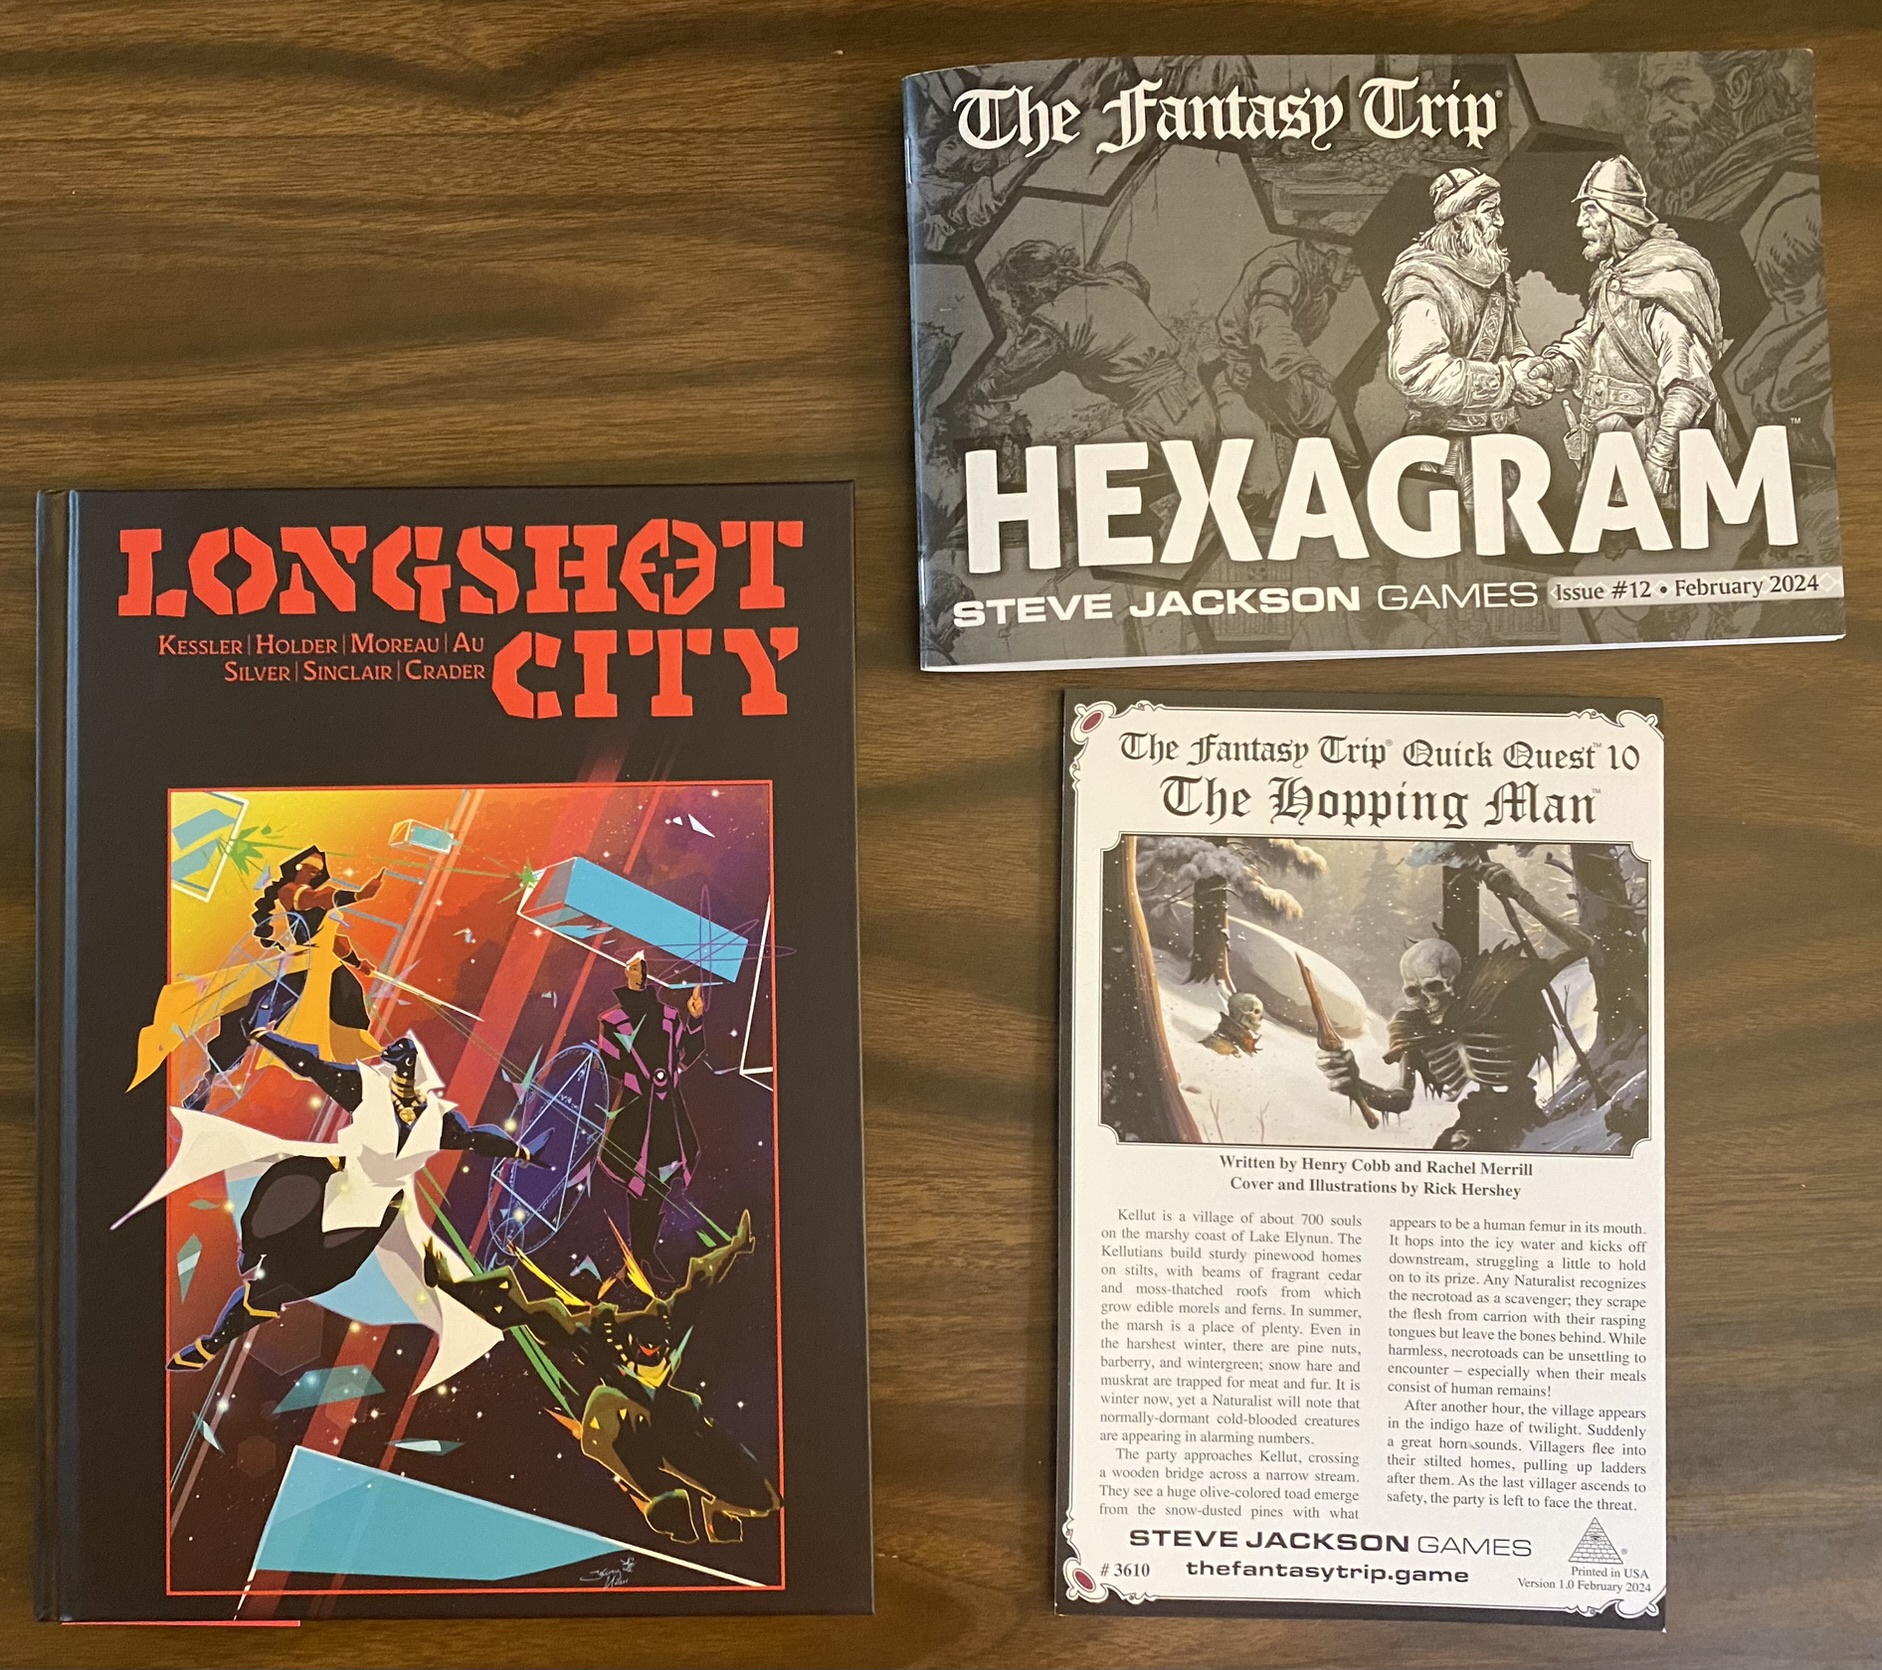 LONGSHOT
CITY
KESSLER | HOLDER | MOREAU | AU
SILVER | SINCLAIR | CRADER
The Fantasy Trip®
HEXAGRAM™
STEVE JACKSON GAMES
Issue #12 • February 2024
The Fantasy Trip® Quick Quest™ 10
The Hopping Man™
Written by Henry Cobb and Rachel Merrill
Cover and Illustrations by Rick Hershey
Kellut is a village of about 700 souls
on the marshy coast of Lake Elynun. The
Kellutians build sturdy pinewood homes
on stilts, with beams of fragrant cedar
and moss-thatched roofs from which
grow edible morels and ferns. In summer,
the marsh is a place of plenty. Even in
the harshest winter, there are pine nuts,
barberry, and wintergreen; snow hare and
muskrat are trapped for meat and fur. It is
winter now, yet a Naturalist will note that
normally-dormant cold-blooded creatures
are appearing in alarming numbers.
The party approaches Kellut, crossing
a wooden bridge across a narrow stream.
They see a huge olive-colored toad emerge
from the snow-dusted pines with what
appears to be a human femur in its mouth.
It hops into the icy water and kicks off
downstream, struggling a little to hold
on to its prize. Any Naturalist recognizes
the necrotoad as a scavenger; they scrape
the flesh from carrion with their rasping
tongues but leave the bones behind. While
harmless, necrotoads can be unsettling to
encounter – especially when their meals
consist of human remains!
After another hour, the village appears
in the indigo haze of twilight. Suddenly
a great horn sounds. Villagers flee into
their stilted homes, pulling up ladders
after them. As the last villager ascends to
safety, the party is left to face the threat.
STEVE JACKSON GAMES
thefantasytrip.game
# 3610
®
Printed in USA
Version 1.0 February 2024